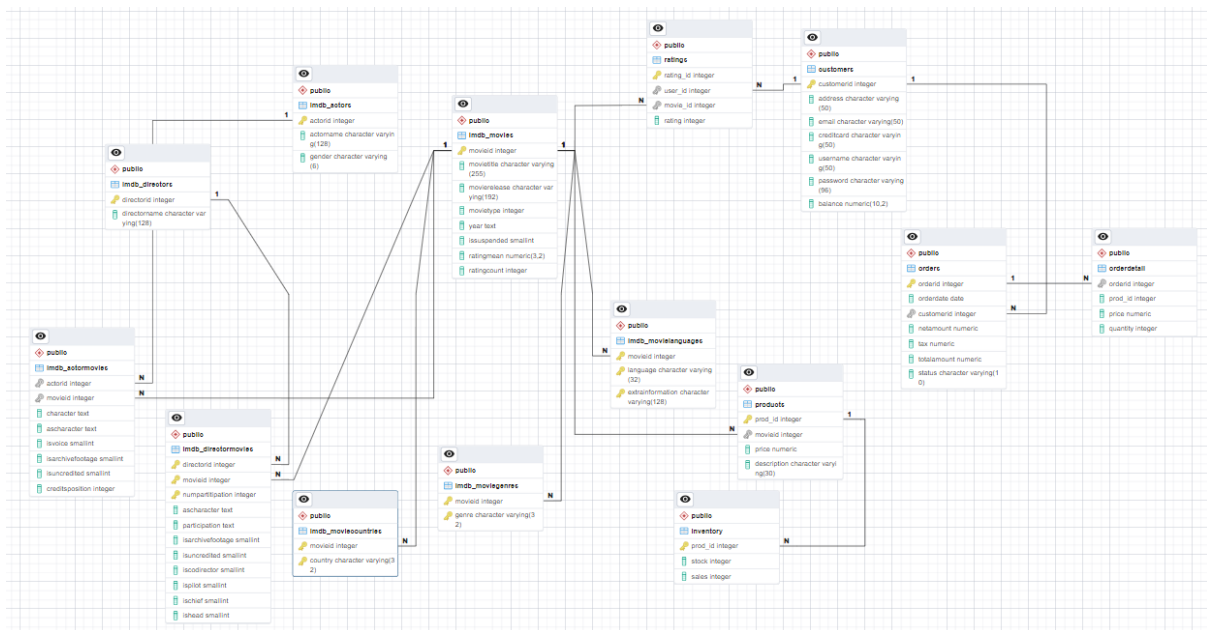 public
ratings
rating_id integer
user_id integer
movie_id integer
rating integer
N
N
public
customers
customerid integer
address character varying
(50)
email character varying(50)
creditcard character varyin
g(50)
username character varyin
g(50)
password character varying
(96)
balance numeric(10,2)
1
1
public
imdb_actors
actorid integer
actorname character varyin
g(128)
gender character varying
(6)
1
public
imdb_movies
movieid integer
movietitle character varying
(255)
movierelease character var
ying(192)
movietype integer
year text
issuspended smallint
ratingmean numeric(3,2)
ratingcount integer
1
1
public
imdb_directors
directorid integer
directorname character var
ying(128)
1
public
orders
orderid integer
orderdate date
customerid integer
netamount numeric
tax numeric
totalamount numeric
status character varying(1
0)
1
N
public
orderdetail
orderid integer
prod_id integer
price numeric
quantity integer
N
public
imdb_movielanguages
movieid integer
language character varying
(32)
extrainformation character
varying(128)
N
public
imdb_actormovies
actorid integer
movieid integer
character text
ascharacter text
isvoice smallint
isarchivefootage smallint
isuncredited smallint
creditsposition integer
N
N
public
products
prod_id integer
movieid integer
price numeric
description character varyi
ng(30)
1
N
public
imdb_directormovies
directorid integer
movieid integer
numpartitipation integer
ascharacter text
participation text
isarchivefootage smallint
isuncredited smallint
iscodirector smallint
ispilot smallint
ischief smallint
ishead smallint
N
N
public
imdb_moviegenres
movieid integer
genre character varying(3
2)
N
public
imdb_moviecountries
movieid integer
country character varying(3
2)
N
public
inventory
prod_id integer
stock integer
sales integer
N